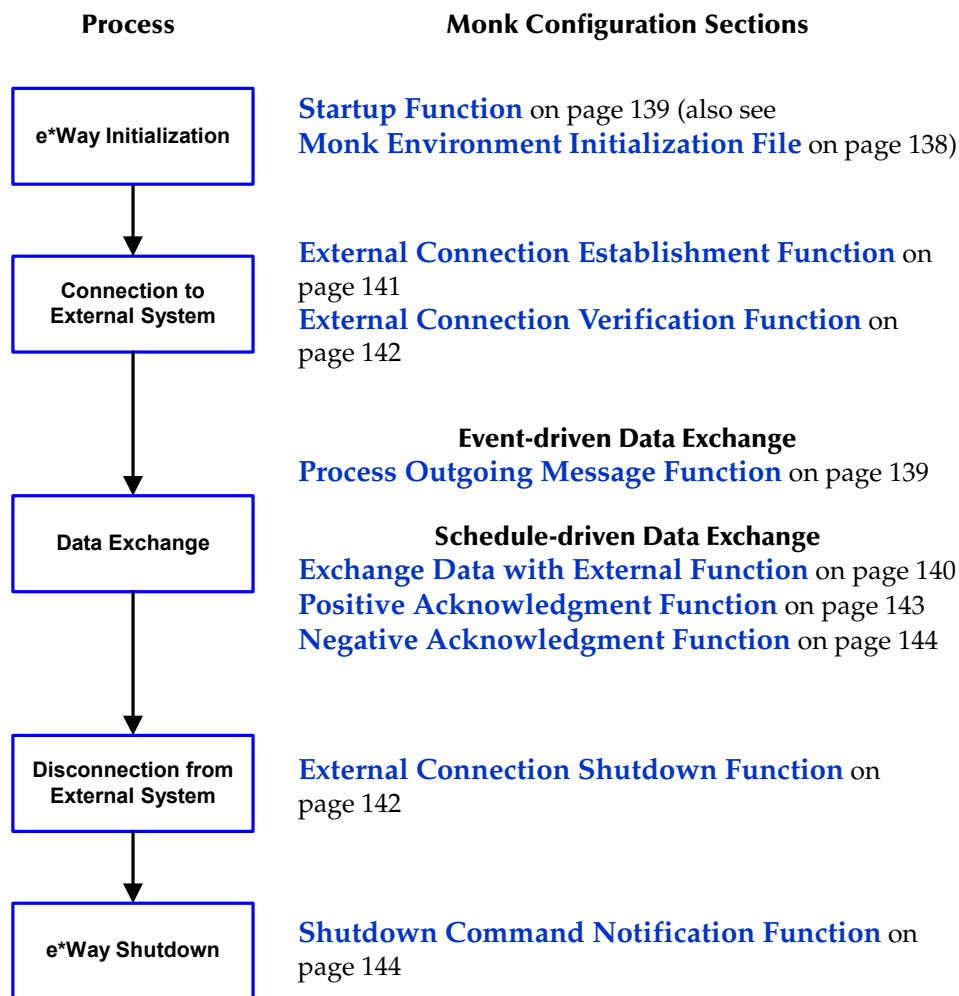 Process
Monk Configuration Sections
e*Way Initialization
Startup Function on page 139 (also see
Monk Environment Initialization File on page 138)
Connection to
External System
External Connection Establishment Function on
page 141
External Connection Verification Function on
page 142
Data Exchange
Event-driven Data Exchange
Process Outgoing Message Function on page 139
Schedule-driven Data Exchange
Exchange Data with External Function on page 140
Positive Acknowledgment Function on page 143
Negative Acknowledgment Function on page 144
Disconnection from
External System
External Connection Shutdown Function on
page 142
e*Way Shutdown
Shutdown Command Notification Function on
page 144